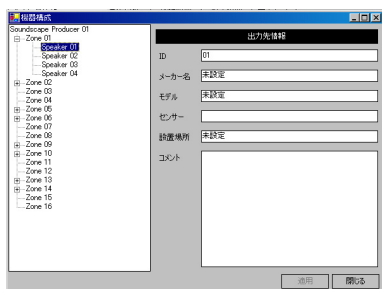 機器構成
Soundscape Producer 01
Zone 01
Speaker 01
Speaker 02
Speaker 03
Speaker 04
Zone 02
Zone 03
Zone 04
Zone 05
Zone 06
Zone 07
Zone 08
Zone 09
Zone 10
Zone 11
Zone 12
Zone 13
Zone 14
Zone 15
Zone 16
出力先情報
ID 01
メーカー名 未設定
モデル 未設定
センサー
設置場所 未設定
コメント
適用 閉じる